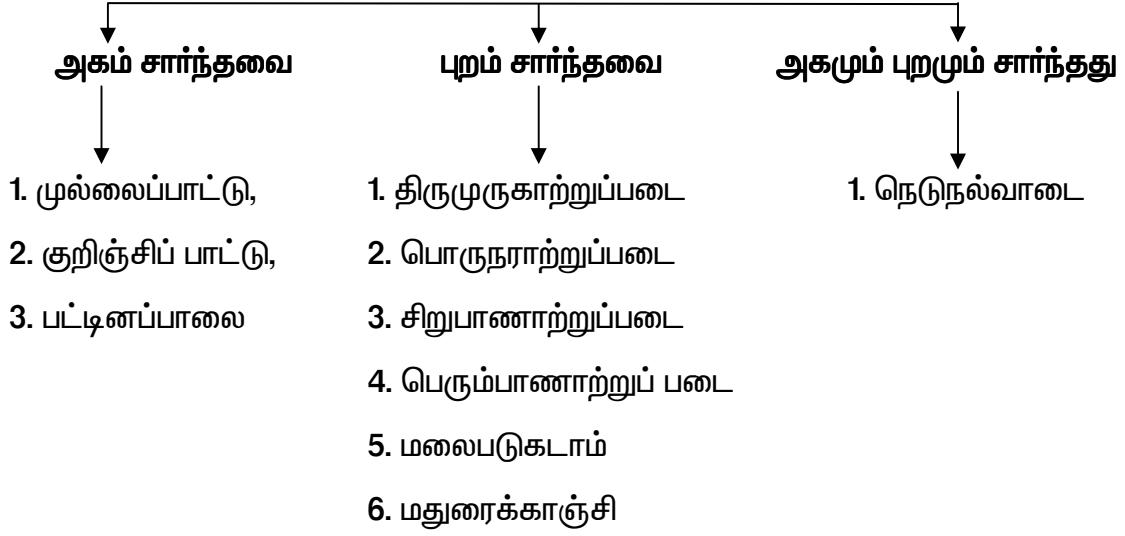 அகம் சார்ந்தவை
புறம் சார்ந்தவை
அகமும் புறமும் சார்ந்தது
1. முல்லைப்பாட்டு,
2. குறிஞ்சிப் பாட்டு,
3. பட்டினப்பாலை
1. திருமுருகாற்றுப்படை
2. பொருநராற்றுப்படை
3. சிறுபாணாற்றுப்படை
4. பெரும்பாணாற்றுப் படை
5. மலைபடுகடாம்
6. மதுரைக்காஞ்சி
1. நெடுநல்வாடை